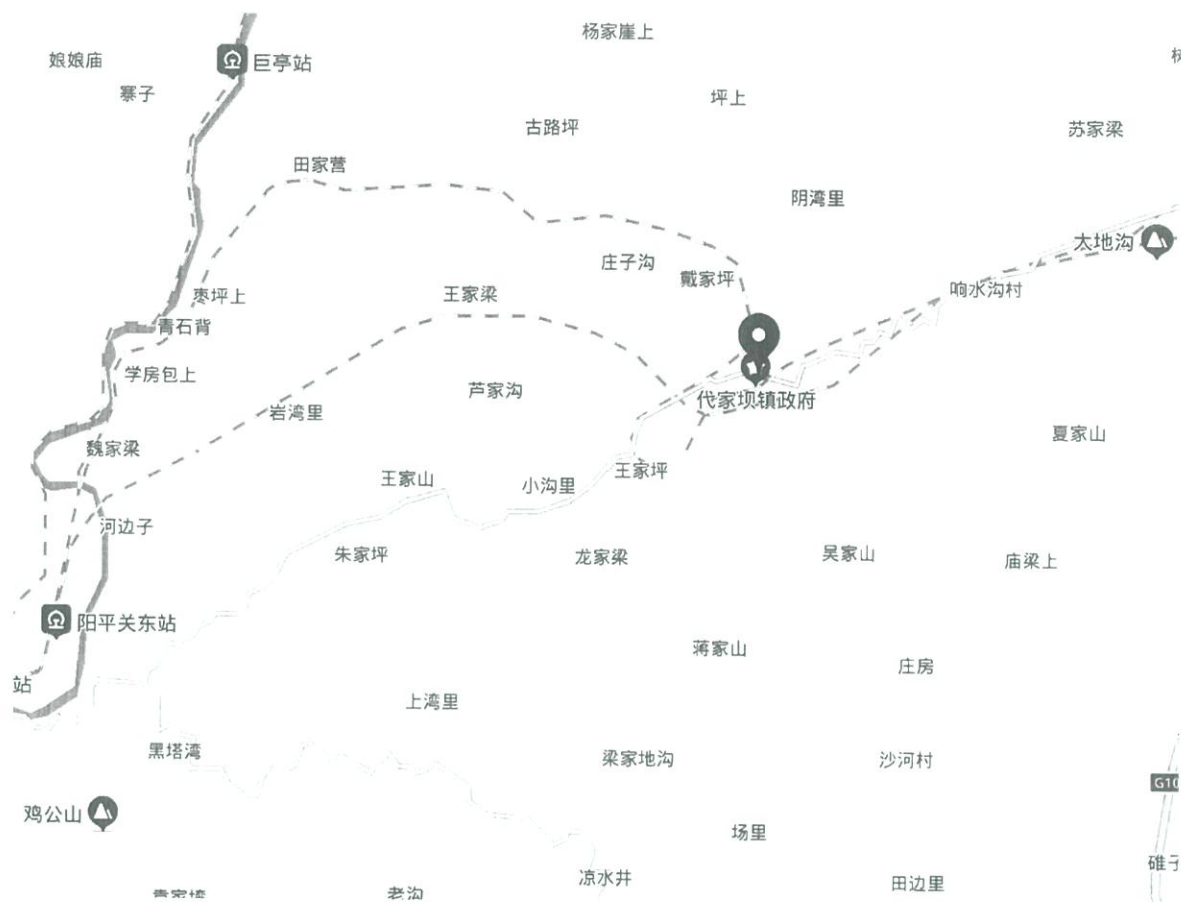 杨家崖上
娘娘庙
巨亭站
寨子
坪上
古路坪
苏家梁
田家营
阴湾里
太地沟
庄子沟
戴家坪
响水沟村
枣坪上
王家梁
青石背
学房包上
芦家沟
代家坝镇政府
岩湾里
夏家山
魏家梁
王家坪
王家山
小沟里
河边子
朱家坪
龙家梁
吴家山
庙梁上
阳平关东站
蒋家山
庄房
站
上湾里
黑塔湾
梁家地沟
沙河村
G10
鸡公山
场里
碓子
凉水井
田边里
老沟